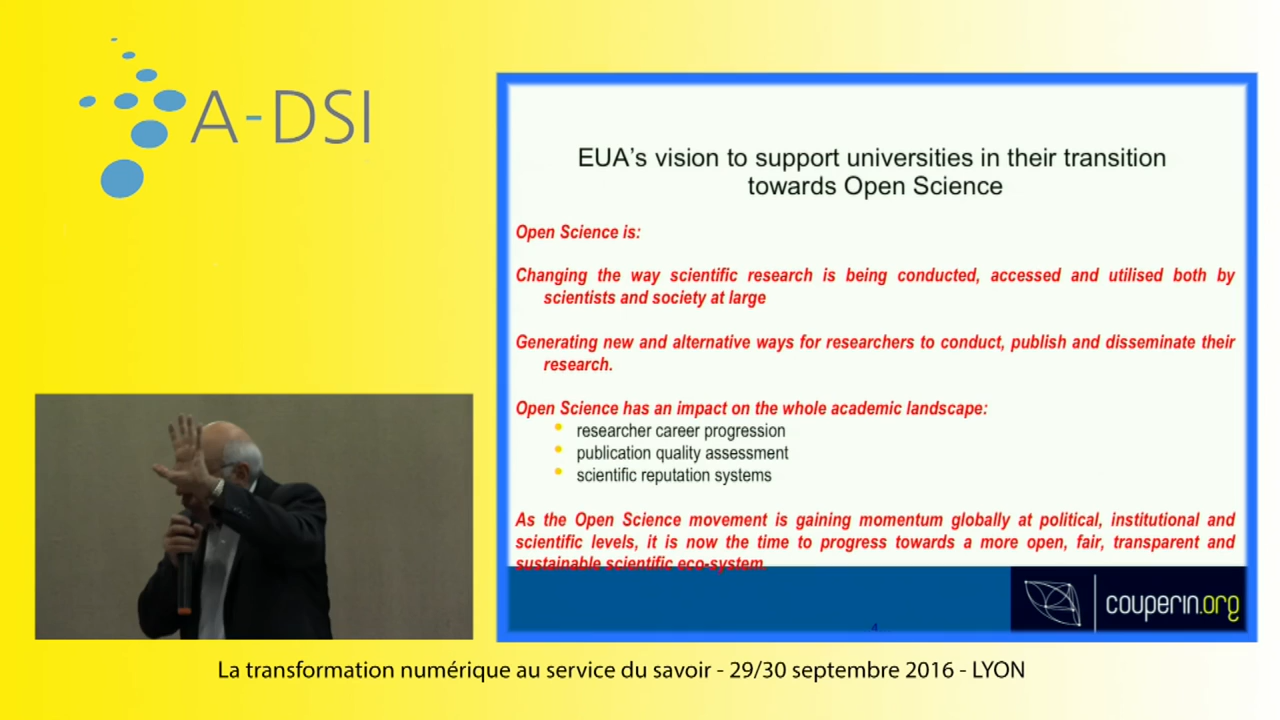 A-DSI
EUA's vision to support universities in their transition
towards Open Science
Open Science is:
Changing the way scientific research is being conducted, accessed and utilised both by
scientists and society at large
Generating new and alternative ways for researchers to conduct, publish and disseminate their
research.
Open Science has an impact on the whole academic landscape:
researcher career progression
publication quality assessment
scientific reputation systems
As the Open Science movement is gaining momentum globally at political, institutional and
scientific levels, it is now the time to progress towards a more open, fair, transparent and
sustainable scientific eco-system.
4
couperin.org
La transformation numérique au service du savoir - 29/30 septembre 2016 - LYON